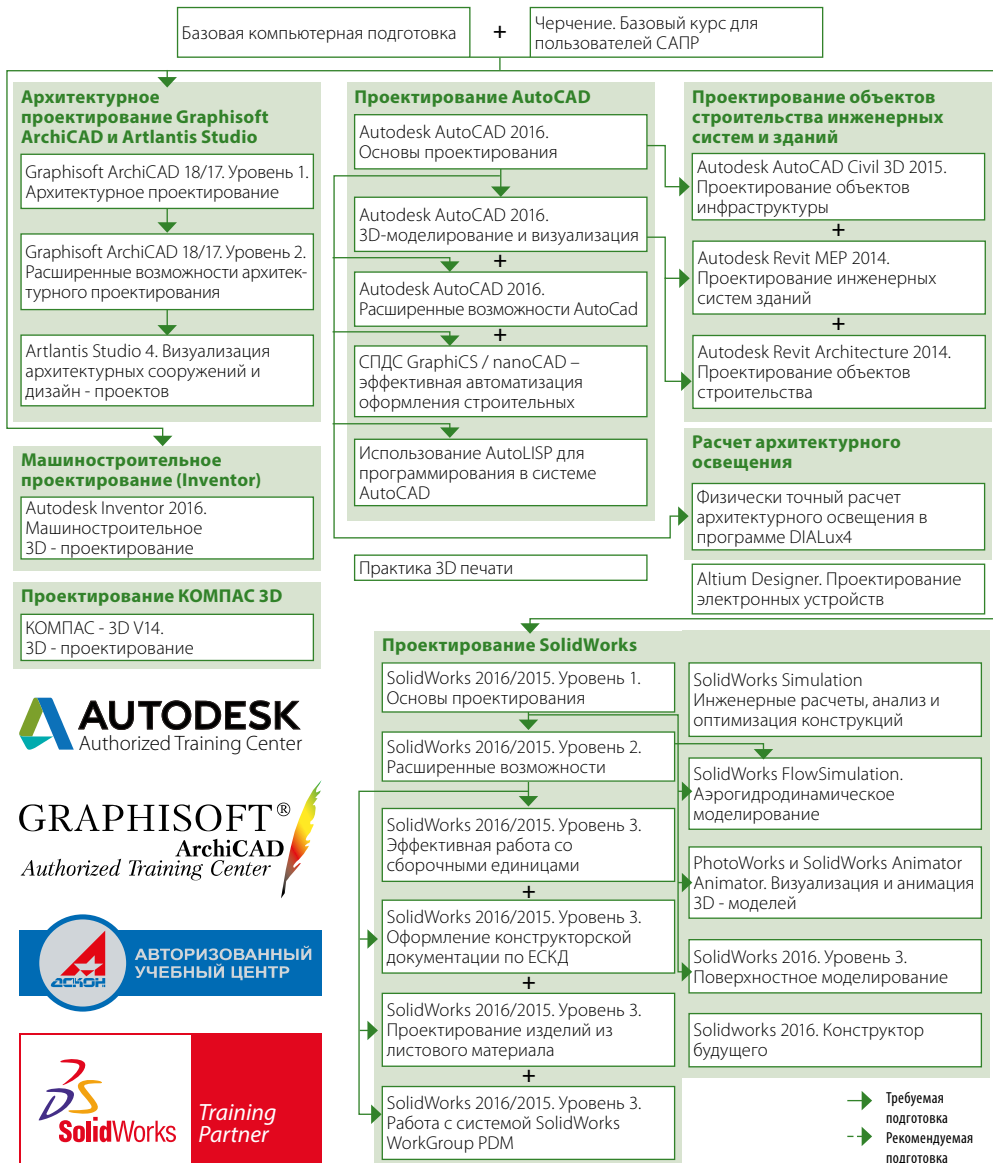 Базовая компьютерная подготовка
+
Черчение. Базовый курс для
пользователей САПР
Архитектурное
проектирование Graphisoft
ArchiCAD и Artlantis Studio
Graphisoft ArchiCAD 18/17. Уровень 1.
Архитектурное проектирование
Graphisoft ArchiCAD 18/17. Уровень 2.
Расширенные возможности архитек-
турного проектирования
Artlantis Studio 4. Визуализация
архитектурных сооружений и
дизайн - проектов
Машиностроительное
проектирование (Inventor)
Autodesk Inventor 2016.
Машиностроительное
3D - проектирование
Проектирование КОМПАС 3D
КОМПАС - 3D V14.
3D - проектирование
Проектирование AutoCAD
Autodesk AutoCAD 2016.
Основы проектирования
Autodesk AutoCAD 2016.
3D-моделирование и визуализация
+
Autodesk AutoCAD 2016.
Расширенные возможности AutoCad
+
СПДС GraphiCS / nanoCAD –
эффективная автоматизация
оформления строительных
Использование AutoLISP для
программирования в системе
AutoCAD
Практика 3D печати
Проектирование объектов
строительства инженерных
систем и зданий
Autodesk AutoCAD Civil 3D 2015.
Проектирование объектов
инфраструктуры
+
Autodesk Revit MEP 2014.
Проектирование инженерных
систем зданий
+
Autodesk Revit Architecture 2014.
Проектирование объектов
строительства
Расчет архитектурного
освещения
Физически точный расчет
архитектурного освещения в
программе DIALux4
Altium Designer. Проектирование
электронных устройств
Проектирование SolidWorks
SolidWorks 2016/2015. Уровень 1.
Основы проектирования
SolidWorks 2016/2015. Уровень 2.
Расширенные возможности
SolidWorks 2016/2015. Уровень 3.
Эффективная работа со
сборочными единицами
+
SolidWorks 2016/2015. Уровень 3.
Оформление конструкторской
документации по ЕСКД
+
SolidWorks 2016/2015. Уровень 3.
Проектирование изделий из
листового материала
+
SolidWorks 2016/2015. Уровень 3.
Работа с системой SolidWorks
WorkGroup PDM
SolidWorks Simulation
Инженерные расчеты, анализ и
оптимизация конструкций
SolidWorks FlowSimulation.
Аэрогидродинамическое
моделирование
PhotoWorks и SolidWorks Animator
Animator. Визуализация и анимация
3D - моделей
SolidWorks 2016. Уровень 3.
Поверхностное моделирование
Solidworks 2016. Конструктор
будущего
AUTODESK
Authorized Training Center
GRAPHISOFT®
ArchiCAD
Authorized Training Center
АСКОН
АВТОРИЗОВАННЫЙ
УЧЕБНЫЙ ЦЕНТР
SolidWorks
Training
Partner
Требуемая
подготовка
Рекомендуемая
подготовка